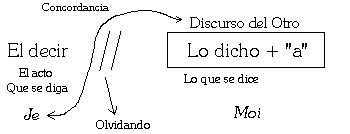 Concordancia
Discurso del Otro
El decir
Lo dicho + "a"
El acto
Que se diga
Lo que se dice
Je
Olvidando
Moi